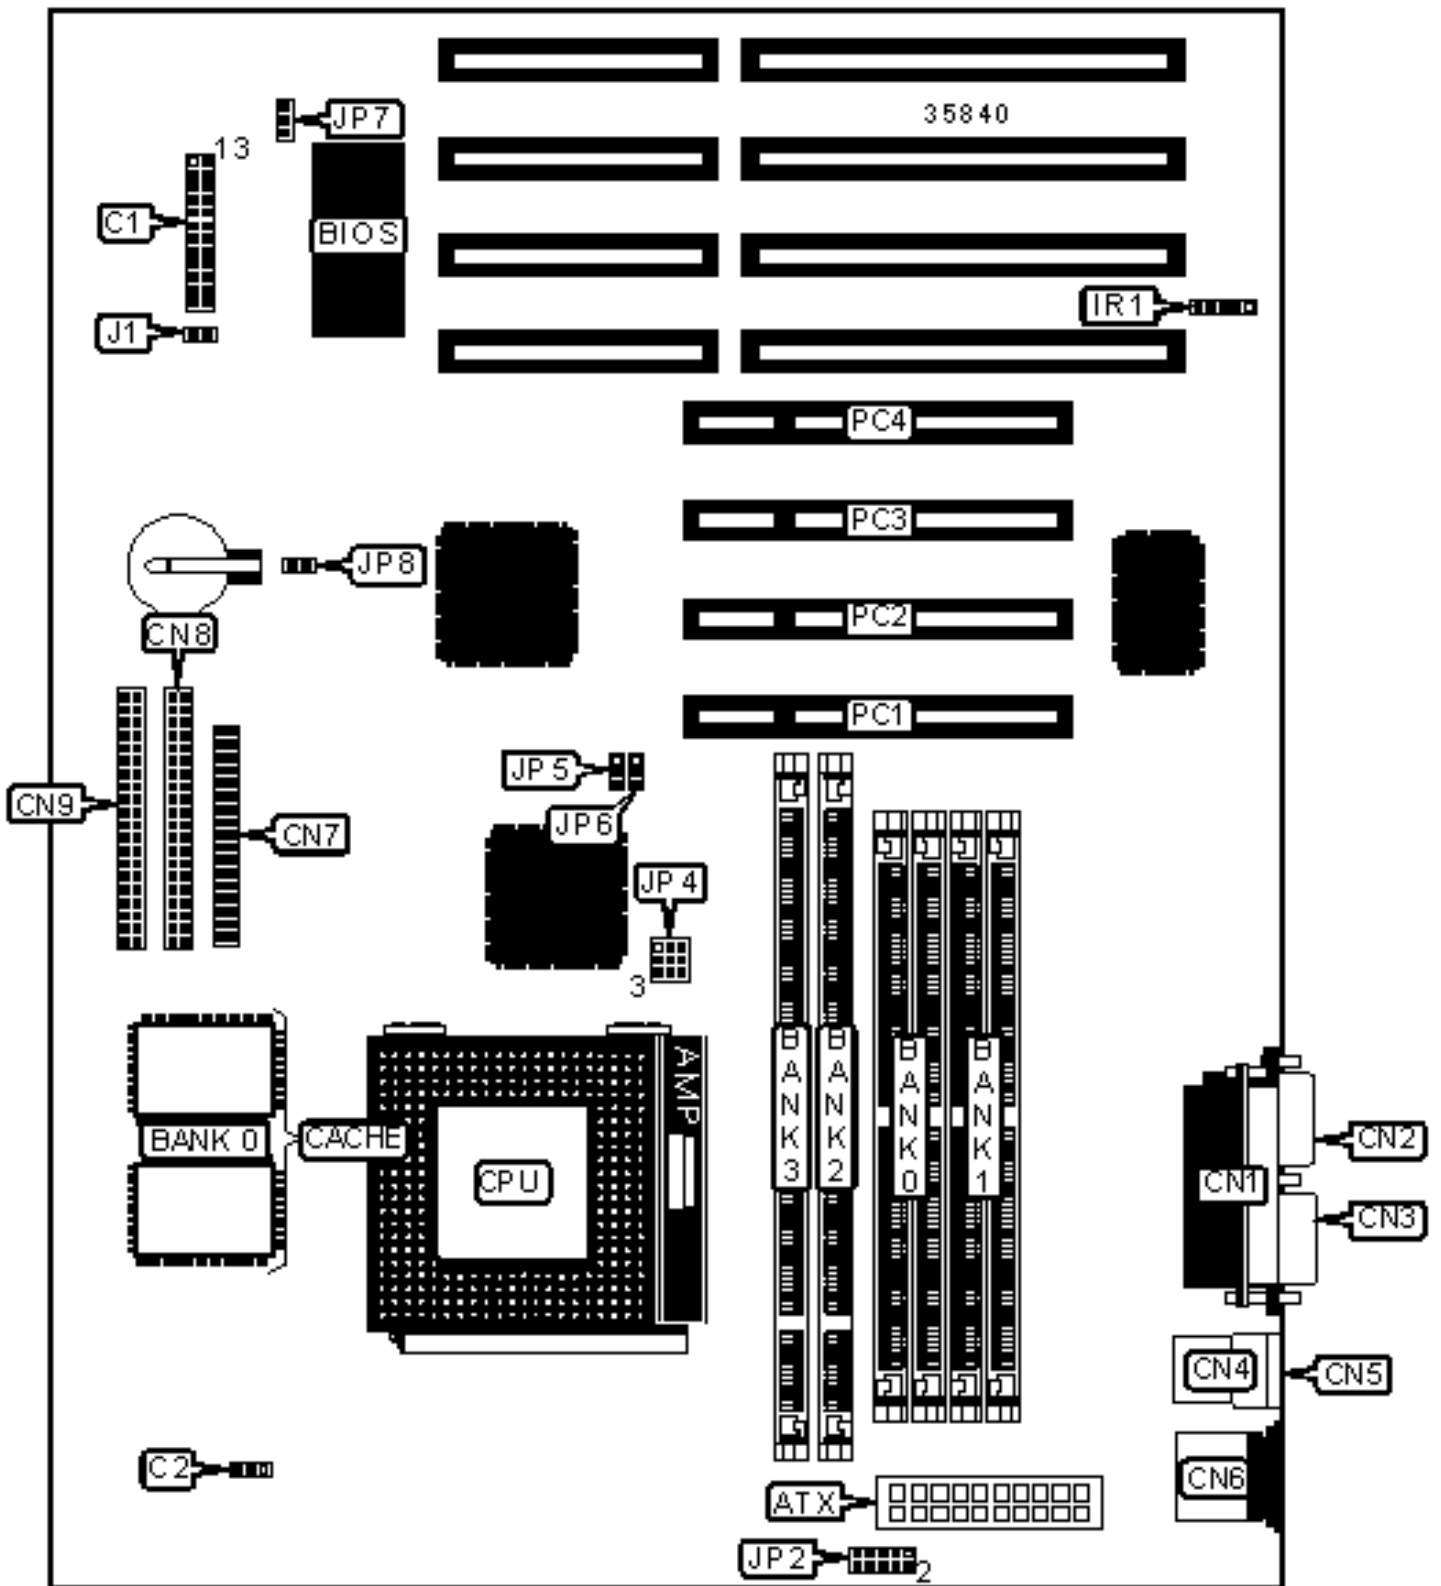 35840
JP7
13
C1
BIOS
IR1
J1
PC4
PC3
JP8
PC2
CN8
PC1
JP5
CN9
JP6
CN7
JP4
3
AMP
BANK3
BANK2
BANK0
BANK1
BANK 0
CACHE
CPU
CN2
CN1
CN3
CN4
CN5
C2
CN6
ATX
JP2
2